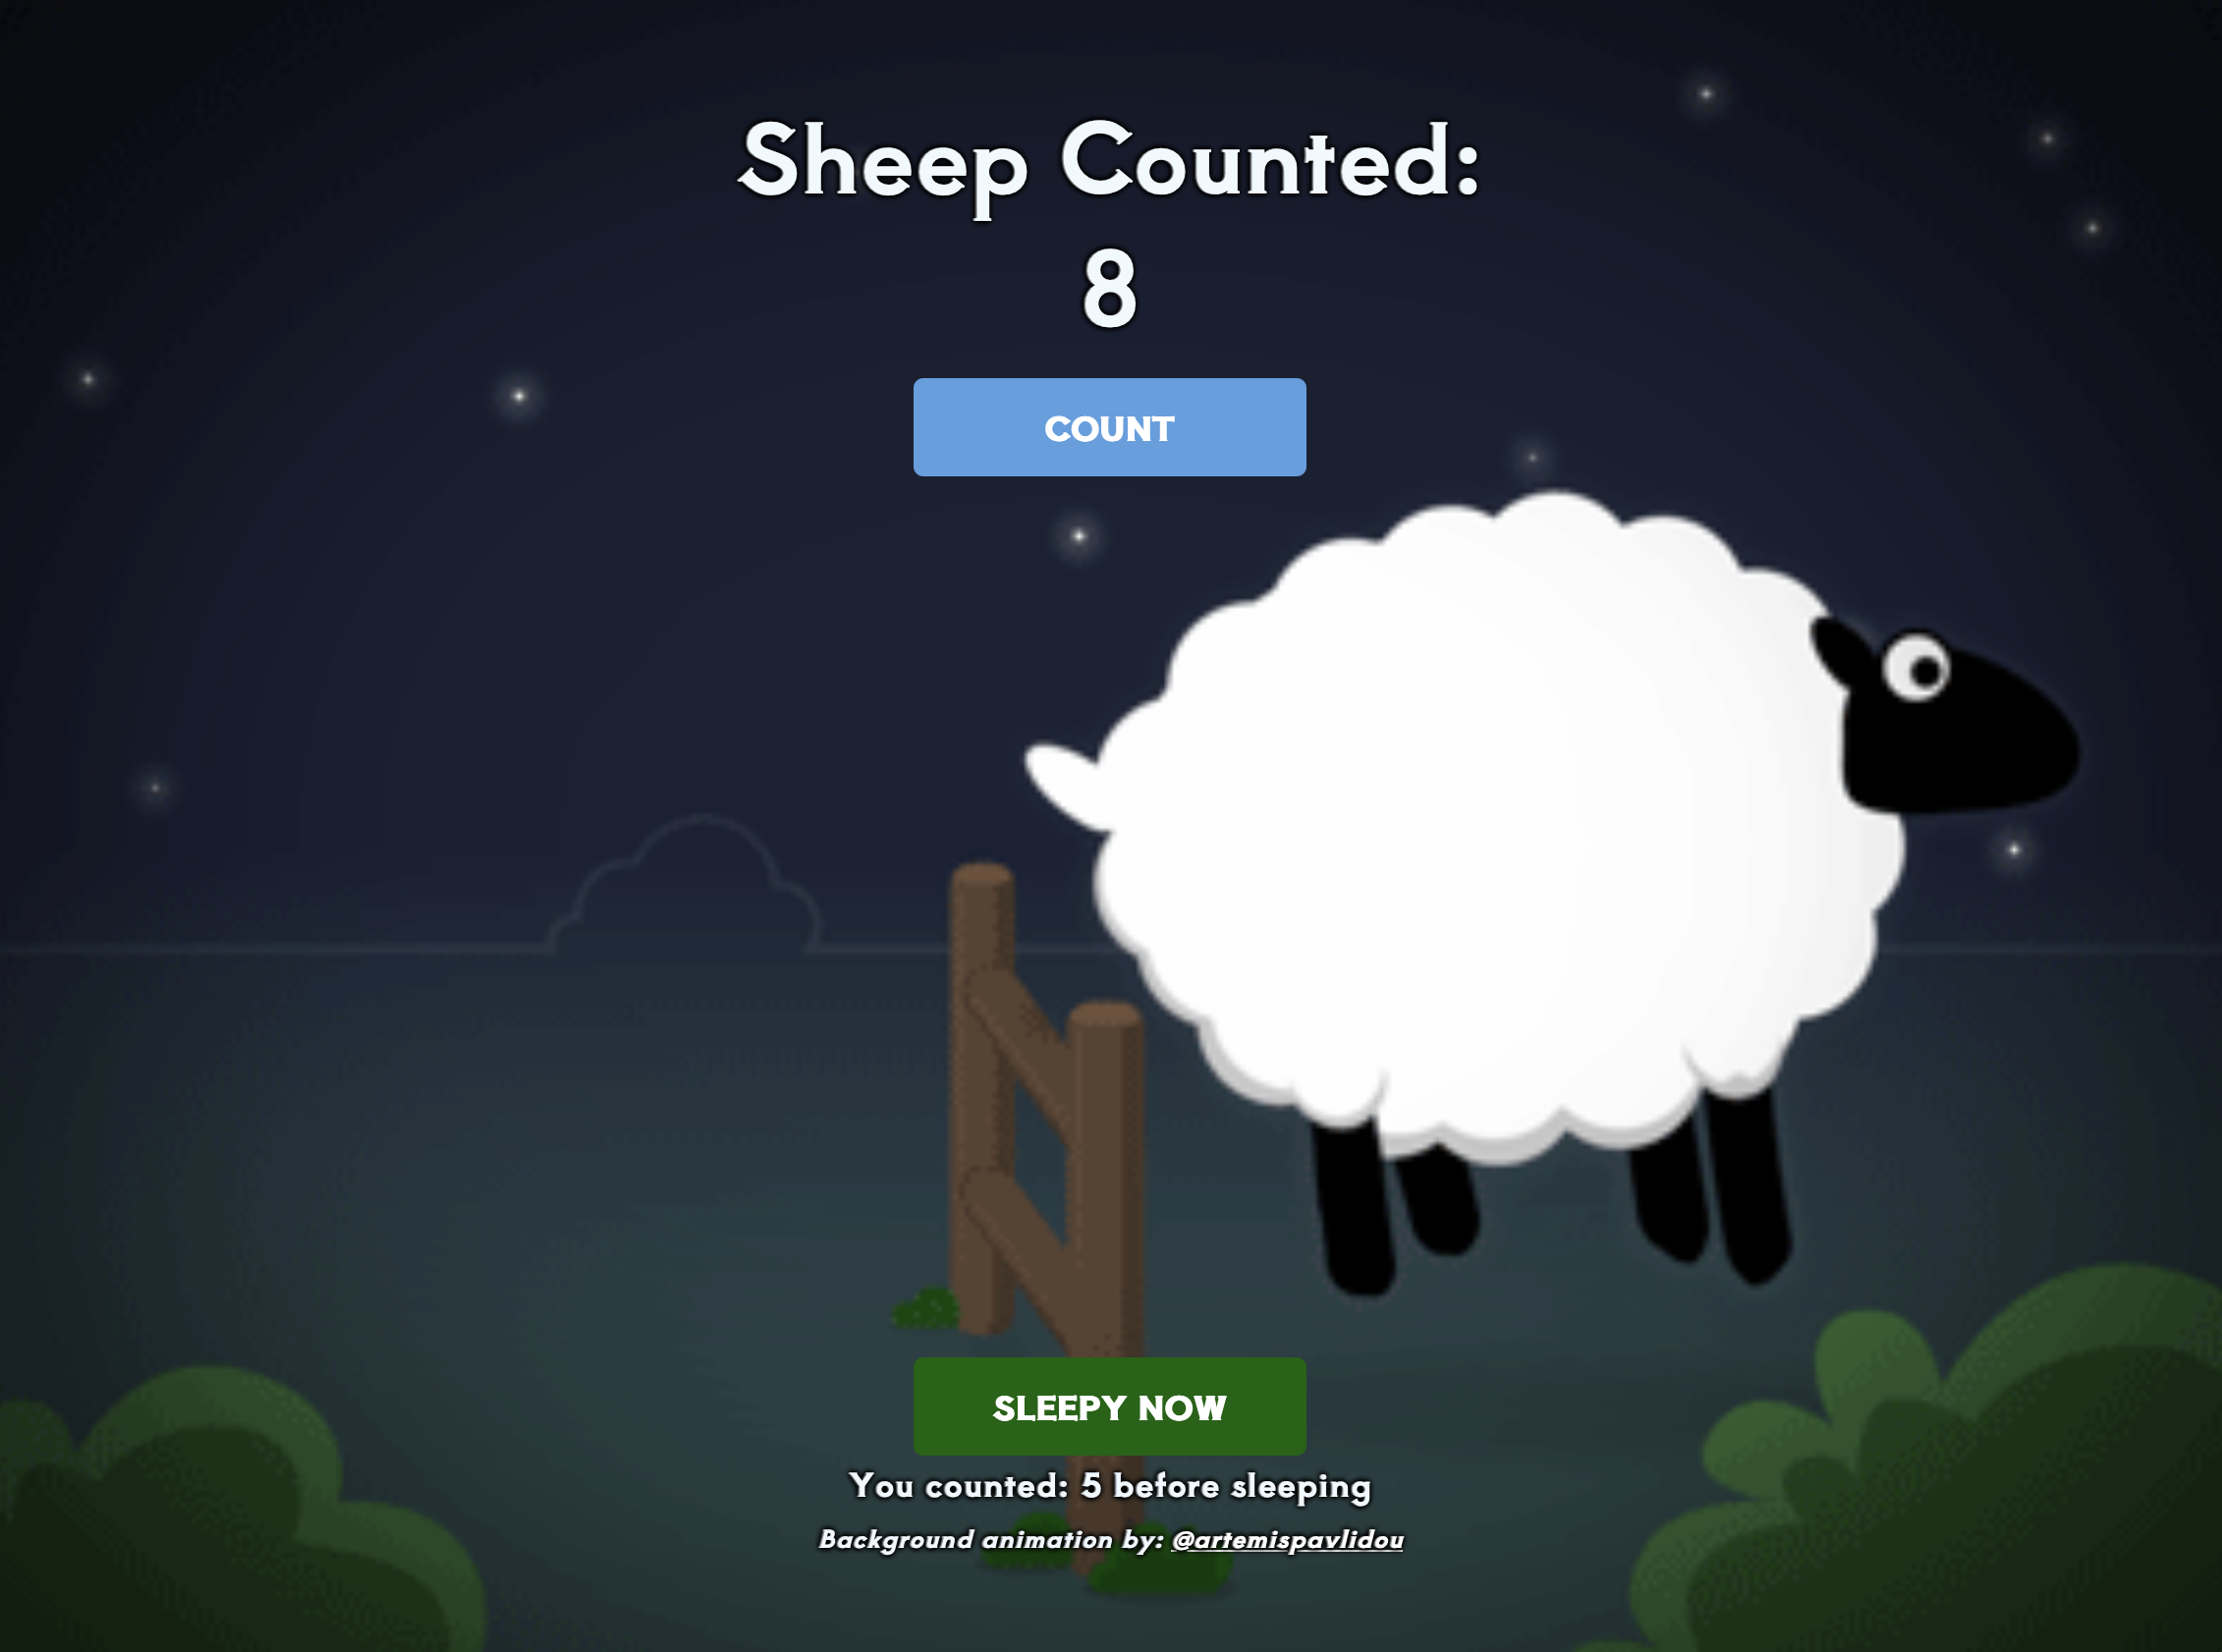 Sheep Counted:
8
COUNT
SLEEPY NOW
You counted: 5 before sleeping
Background animation by: @artemispavlidou